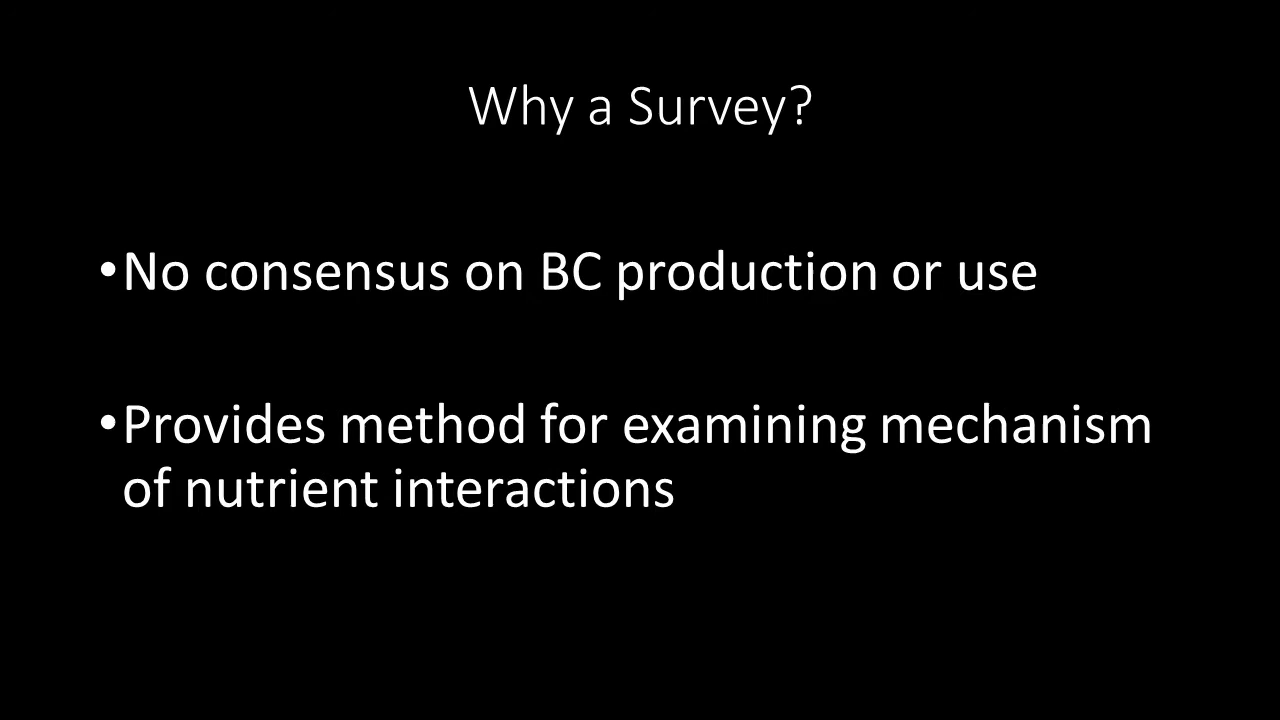 Why a Survey?
•No consensus on BC production or use
•Provides method for examining mechanism
of nutrient interactions